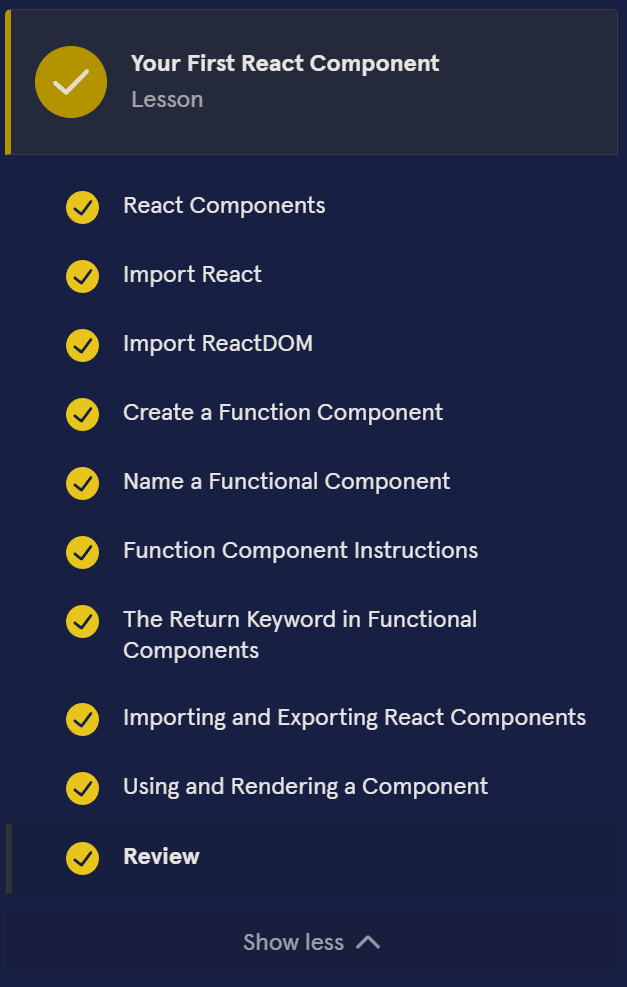 Your First React Component
Lesson
React Components
Import React
Import ReactDOM
Create a Function Component
Name a Functional Component
Function Component Instructions
The Return Keyword in Functional
Components
Importing and Exporting React Components
Using and Rendering a Component
Review
Show less